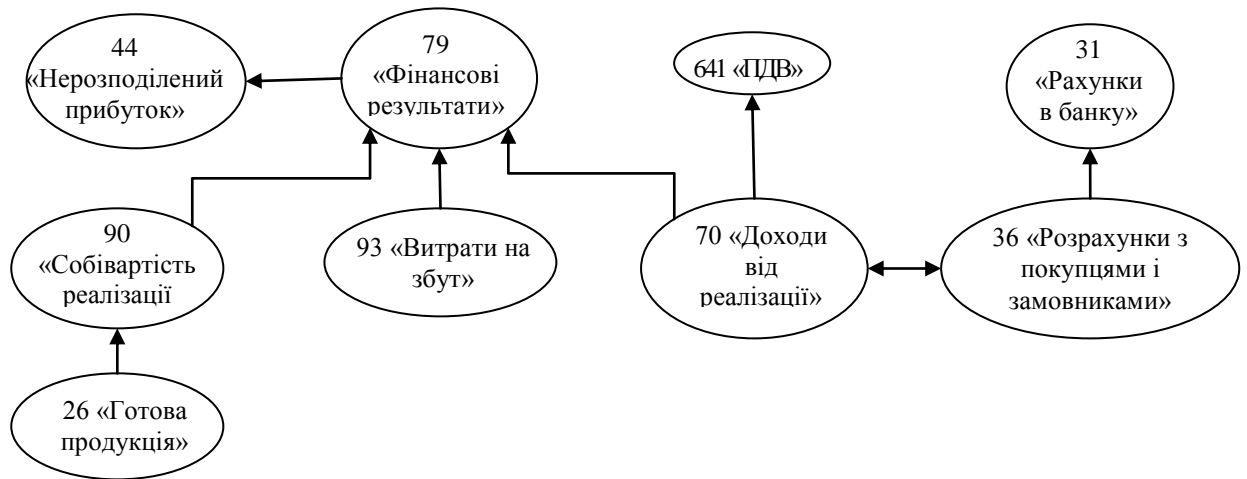 44
«Нерозподілений
прибуток»
79
«Фінансові
результати»
641 «ПДВ»
31
«Рахунки
в банку»
90
«Собівартість
реалізації
93 «Витрати на
збут»
70 «Доходи
від
реалізації»
36 «Розрахунки з
покупцями і
замовниками»
26 «Готова
продукція»